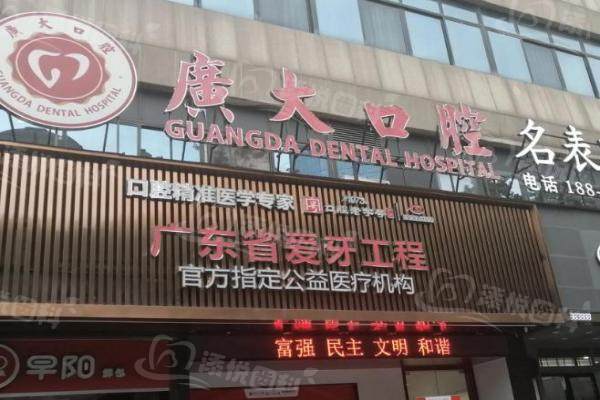 廣大口腔
GUANGDA DENTAL HOSPITAL
廣大口腔
GUANGDA DENTAL HOSPITAL
名表
电话 188-
口腔精准医学专家
广东省爱牙工程
官方指定公益医疗机构
富强 民主 文明 和谐
早阳